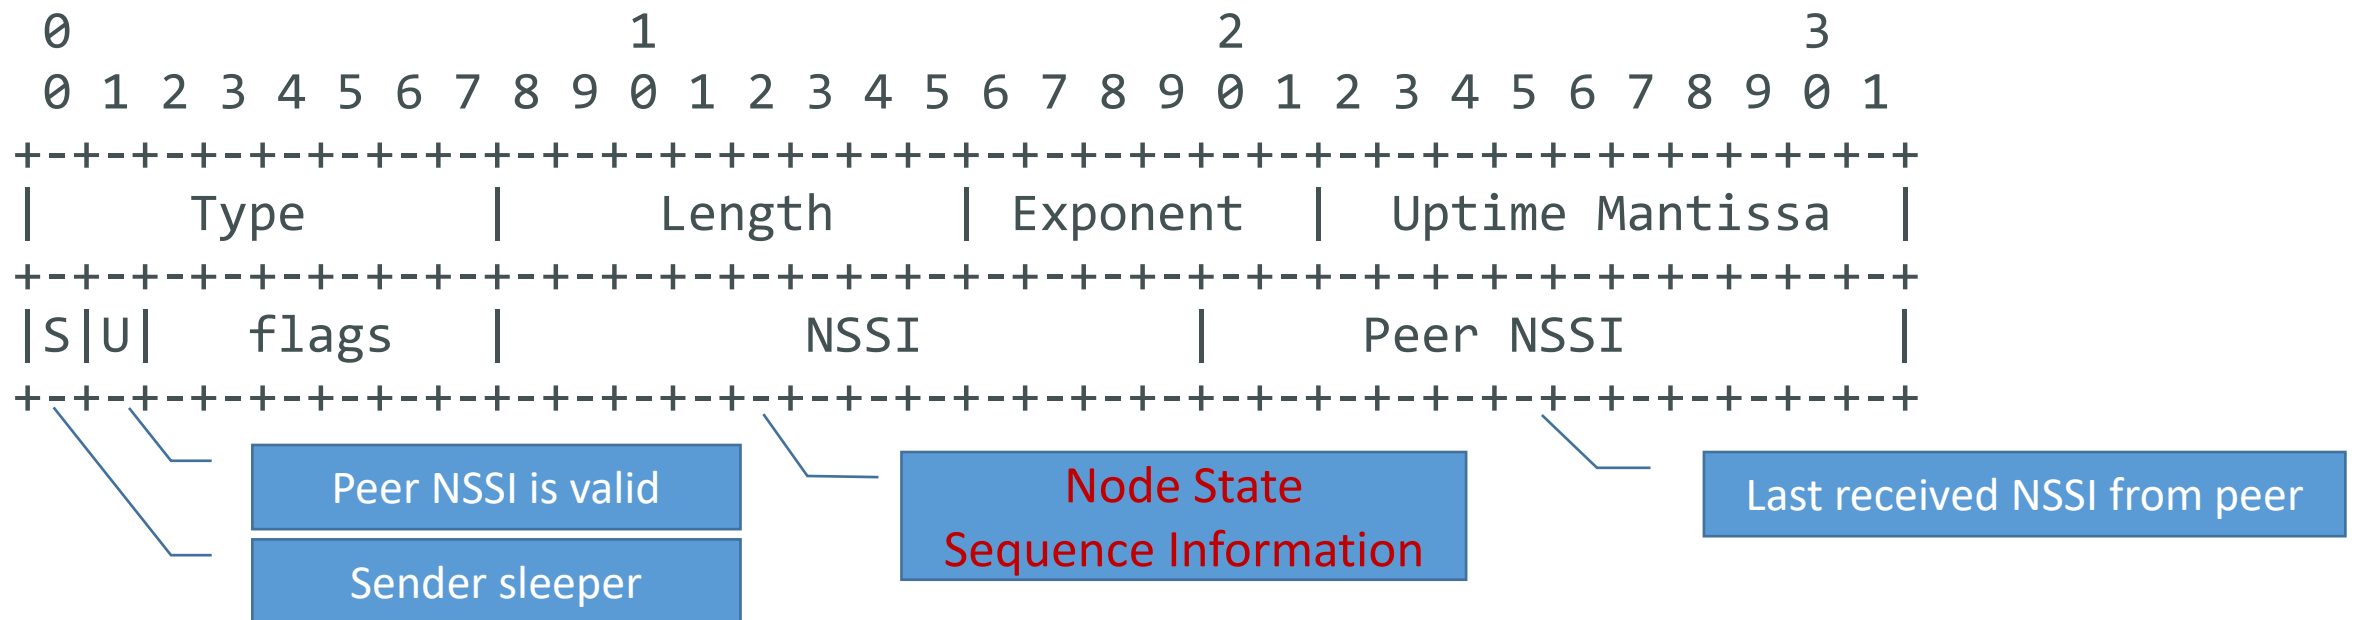 0                   1                   2                   3
 0 1 2 3 4 5 6 7 8 9 0 1 2 3 4 5 6 7 8 9 0 1 2 3 4 5 6 7 8 9 0 1
+-+-+-+-+-+-+-+-+-+-+-+-+-+-+-+-+-+-+-+-+-+-+-+-+-+-+-+-+-+-+-+-+
|     Type      |     Length    | Exponent  |  Uptime Mantissa  |
+-+-+-+-+-+-+-+-+-+-+-+-+-+-+-+-+-+-+-+-+-+-+-+-+-+-+-+-+-+-+-+-+
|S|U|   flags   |          NSSI         |     Peer NSSI         |
+-+-+-+-+-+-+-+-+-+-+-+-+-+-+-+-+-+-+-+-+-+-+-+-+-+-+-+-+-+-+-+-+
Peer NSSI is valid
Sender sleeper
Node State
Sequence Information
Last received NSSI from peer